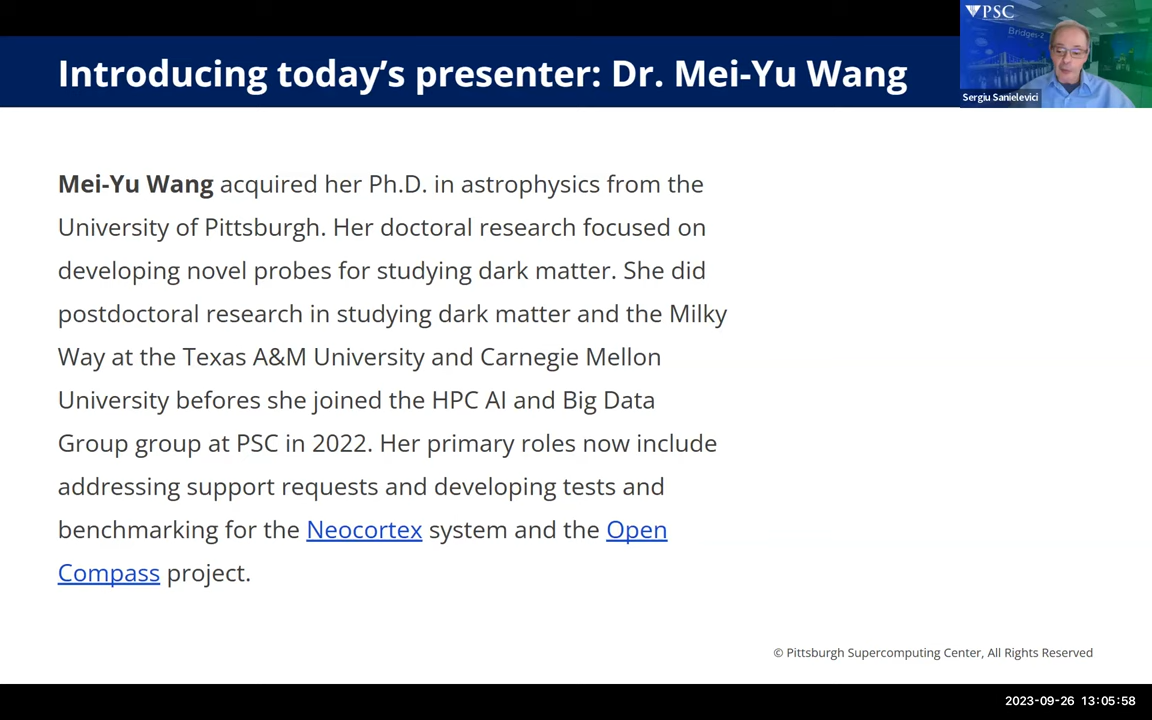 Introducing today's presenter: Dr. Mei-Yu Wang
PSC
Bridges-2
Sergiu Sanielevici
Mei-Yu Wang acquired her Ph.D. in astrophysics from the
University of Pittsburgh. Her doctoral research focused on
developing novel probes for studying dark matter. She did
postdoctoral research in studying dark matter and the Milky
Way at the Texas A&M University and Carnegie Mellon
University befores she joined the HPC AI and Big Data
Group group at PSC in 2022. Her primary roles now include
addressing support requests and developing tests and
benchmarking for the Neocortex system and the Open
Compass project.
© Pittsburgh Supercomputing Center, All Rights Reserved
2023-09-26 13:05:58